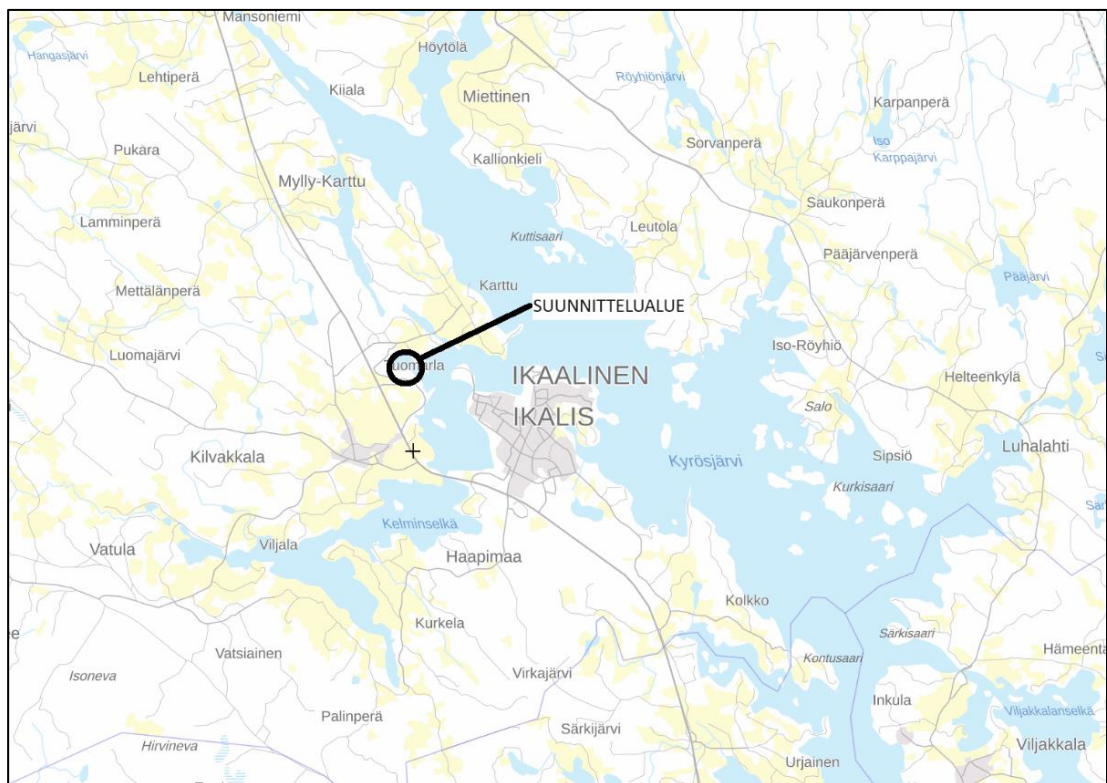 Mansoniemi
Hangasjärvi
Höytölä
Lehtiperä
Kiiala
Röyhiönjärvi
Miettinen
Karpanperä
järvi
Pukara
Sorvanperä
Iso
Karppajärvi
Kallionkieli
Mylly-Karttu
Saukonperä
Lamminperä
Leutola
Kuttisaari
Pääjärvenperä
Pääjärvi
Mettälänperä
Karttu
SUUNNITTELUALUE
Luomajärvi
Iso-Röyhiö
IKAALINEN
Helteenkylä
Salo
IKALIS
Luhalahti
Kilvakkala
Kyrösjärvi
Sipsiö
Kurkisaari
Kelminselkä
Viljala
Vatula
Haapimaa
Kolkko
Kurkela
Särkisaari
Vatsiainen
Kontusaari
Isoneva
Virkajärvi
Inkula
Palinperä
Viljakkalanselkä
Särkijärvi
Hirvineva
Viljakkala
Urjainen